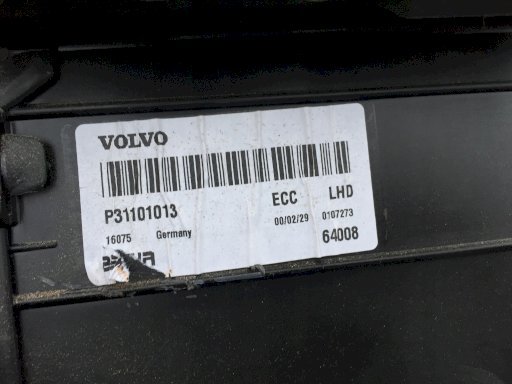 VOLVO
P31101013 ECC LHD
00/02/29 0107273
16075 Germany
64008